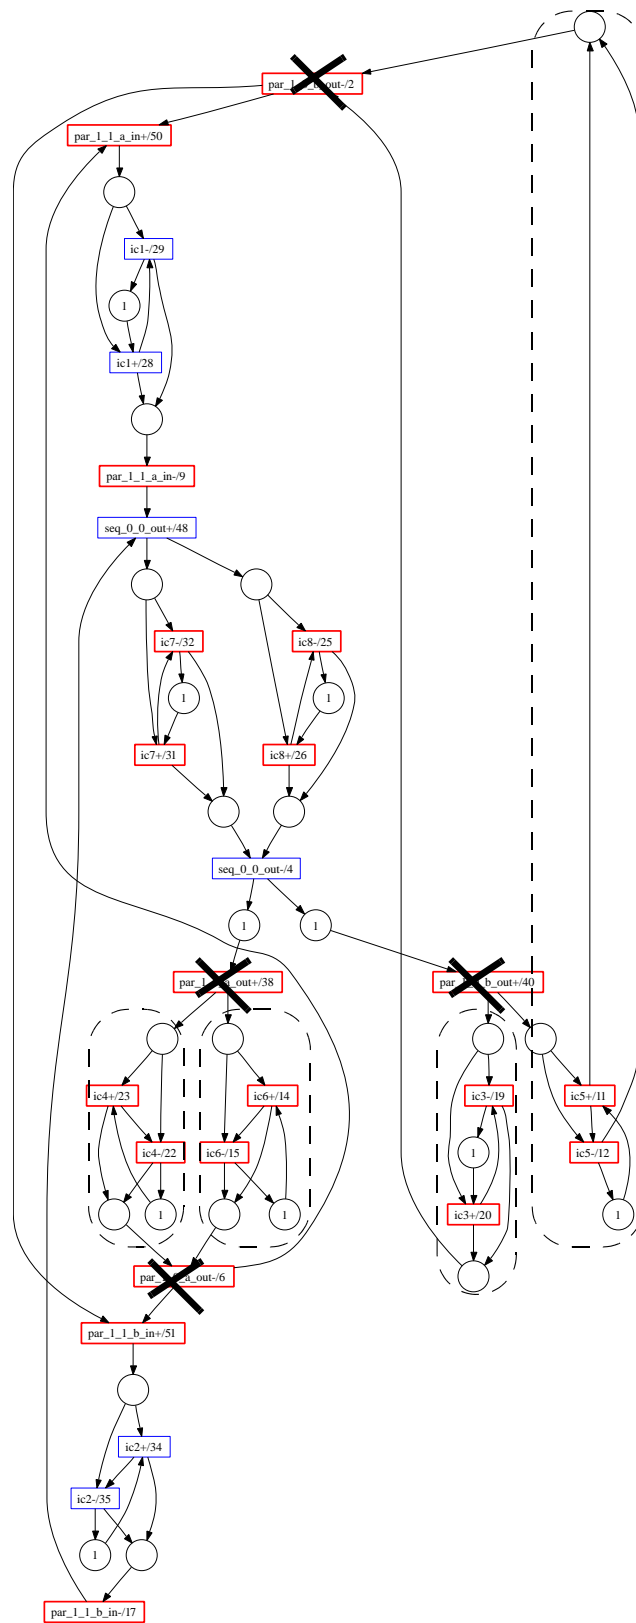 par_1_1_a_in+/50
ic1-/29
1
ic1+/28
par_1_1_a_in-/9
seq_0_0_out+/48
ic7-/32
ic8-/25
1
1
ic7+/31
ic8+/26
seq_0_0_out-/4
1
1
ic4+/23
ic6+/14
ic3-/19
ic5+/11
ic4-/22
ic6-/15
1
ic5-/12
1
1
ic3+/20
1
par_1_1_b_in+/51
ic2+/34
ic2-/35
1
par_1_1_b_in-/17